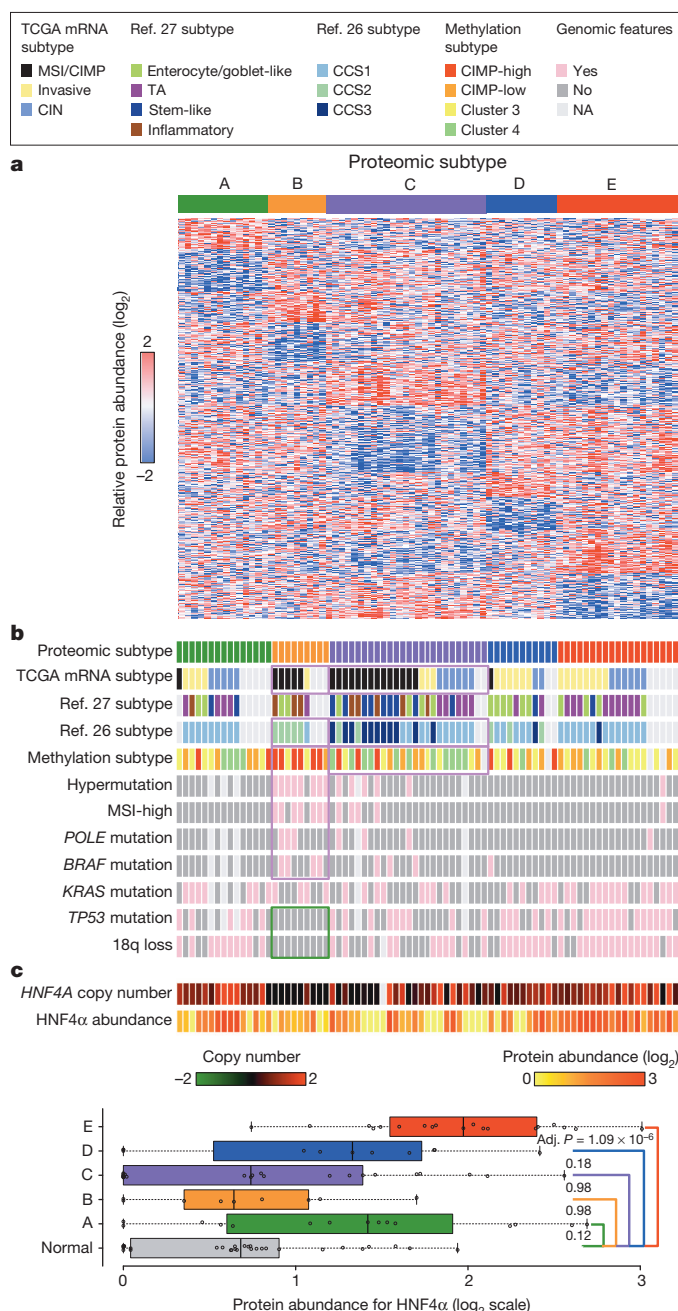 TCGA mRNA subtype
MSI/CIMP
Invasive
CIN
Ref. 27 subtype
Enterocyte/goblet-like
TA
Stem-like
Inflammatory
Ref. 26 subtype
CCS1
CCS2
CCS3
Methylation subtype
CIMP-high
CIMP-low
Cluster 3
Cluster 4
Genomic features
Yes
No
NA
a
Proteomic subtype
A B C D E
Relative protein abundance (log2)
2
−2
b
Proteomic subtype
TCGA mRNA subtype
Ref. 27 subtype
Ref. 26 subtype
Methylation subtype
Hypermutation
MSI-high
POLE mutation
BRAF mutation
KRAS mutation
TP53 mutation
18q loss
c
HNF4A copy number
HNF4α abundance
Copy number
−2 2
Protein abundance (log2)
0 3
E
D
C
B
A
Normal
Adj. P = 1.09 × 10−6
0.18
0.98
0.98
0.12
0 1 2 3
Protein abundance for HNF4α (log2 scale)